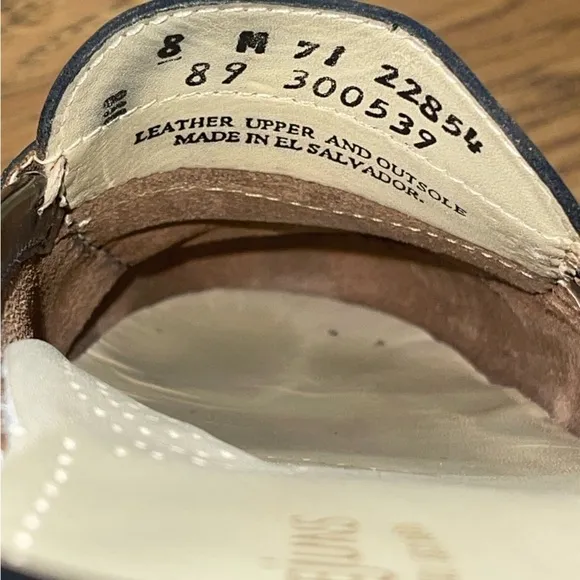 8 M 71 22854
89 300539
LEATHER UPPER AND OUTSOLE
MADE IN EL SALVADOR.